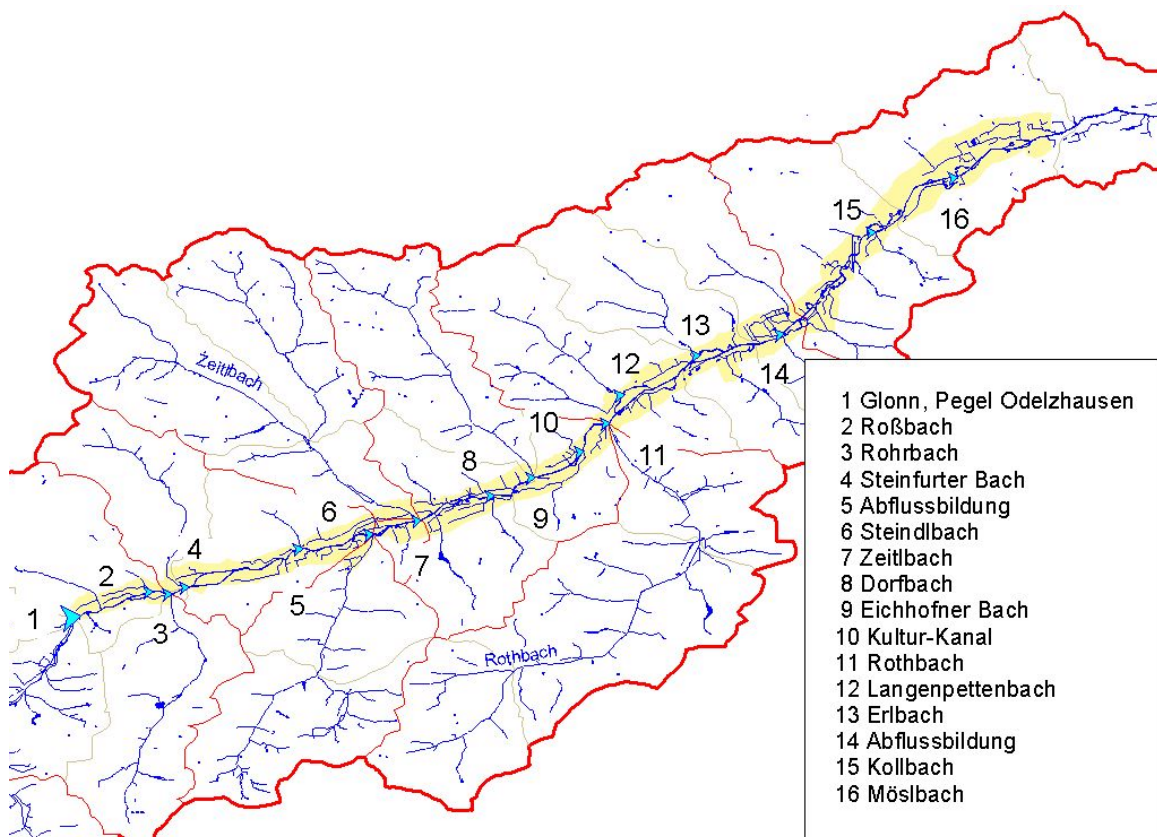 15
16
13
14
12
Zeitlbach
10
11
8
9
6
7
4
5
2
3
1
Rothbach
1 Glonn, Pegel Odelzhausen
2 Roßbach
3 Rohrbach
4 Steinfurter Bach
5 Abflussbildung
6 Steindlbach
7 Zeitlbach
8 Dorfbach
9 Eichhofner Bach
10 Kultur-Kanal
11 Rothbach
12 Langenpettenbach
13 Erlbach
14 Abflussbildung
15 Kollbach
16 Möslbach